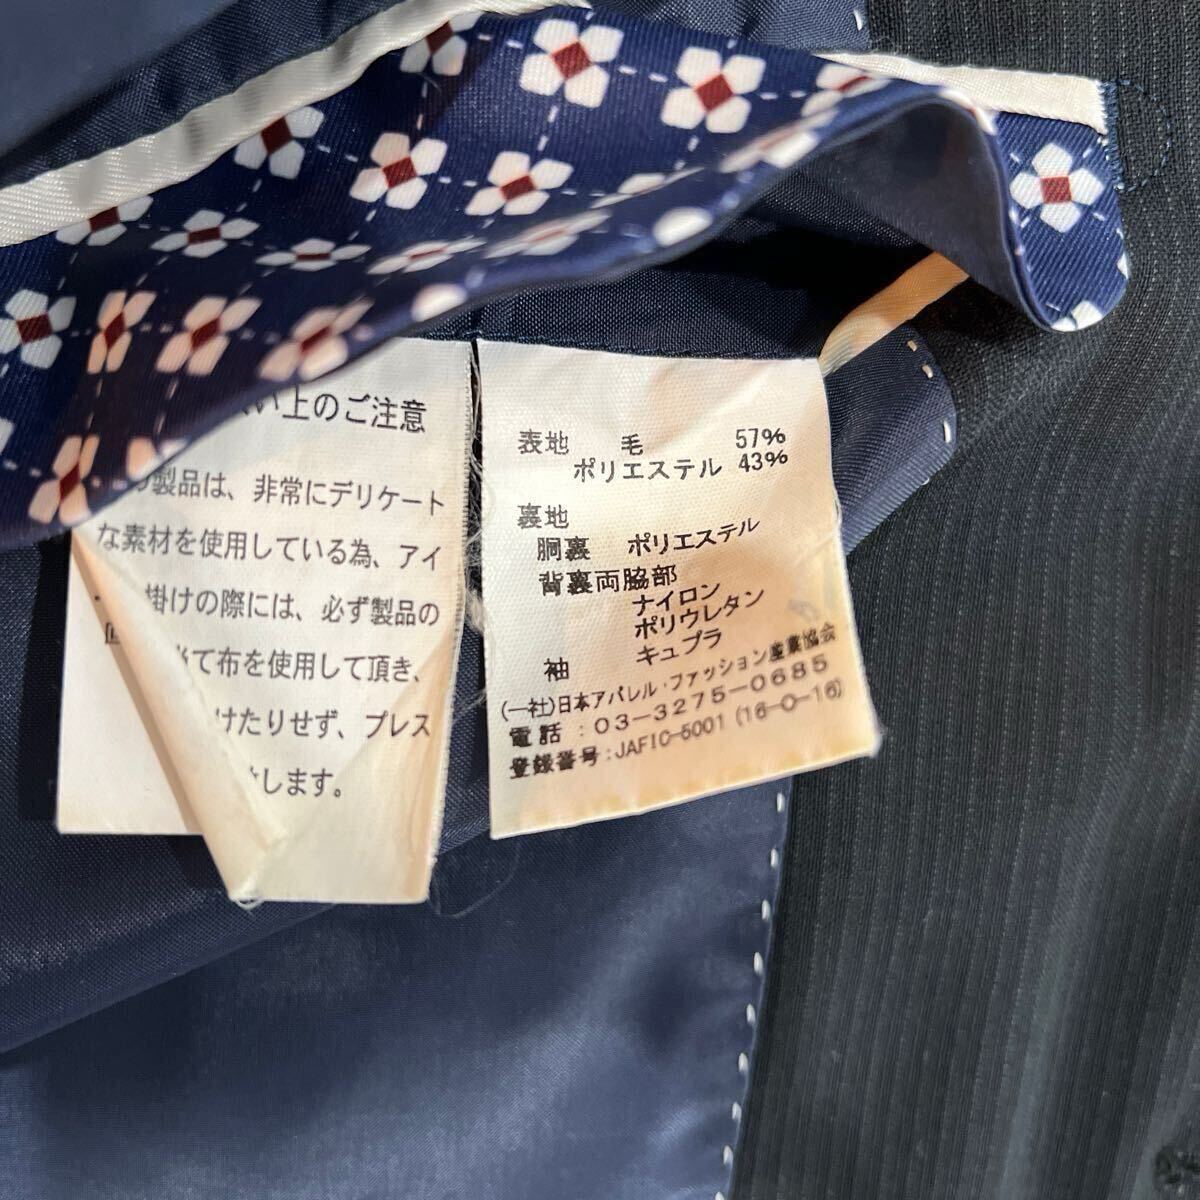 い上のご注意
製品は、非常にデリケート
な素材を使用している為、アイ
掛けの際には、必ず製品の
当て布を使用して頂き、
けたりせず、プレス
します。
表地 毛 57%
ポリエステル 43%
裏地
胴裏 ポリエステル
背裏両脇部
ナイロン
ポリウレタン
袖 キュプラ
(一社)日本アパレル・ファッション産業協会
電話:03-3275-0685
登録番号:JAFIC-5001 (16-0-16)